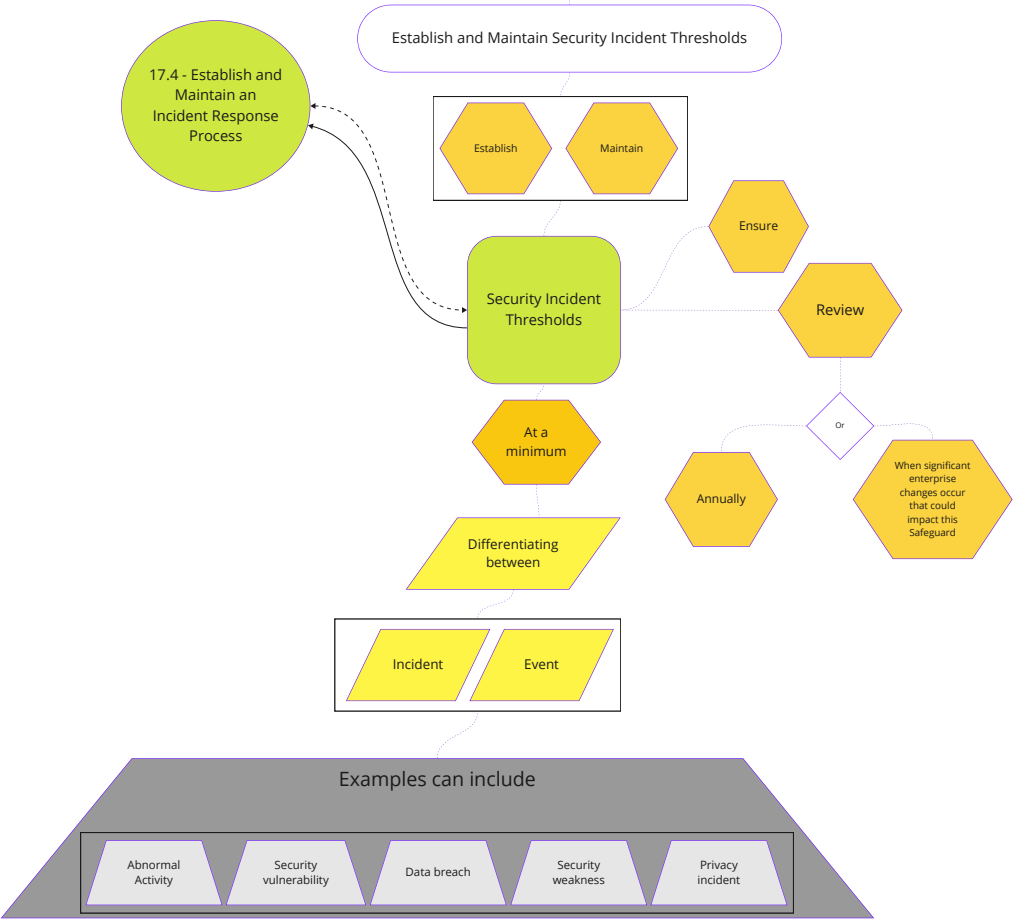 Establish and Maintain Security Incident Thresholds
17.4 - Establish and
Maintain an
Incident Response
Process
Establish
Maintain
Ensure
Security Incident
Thresholds
Review
Or
At a
minimum
Annually
When significant
enterprise
changes occur
that could
impact this
Safeguard
Differentiating
between
Incident
Event
Examples can include
Abnormal
Activity
Security
vulnerability
Data breach
Security
weakness
Privacy
incident